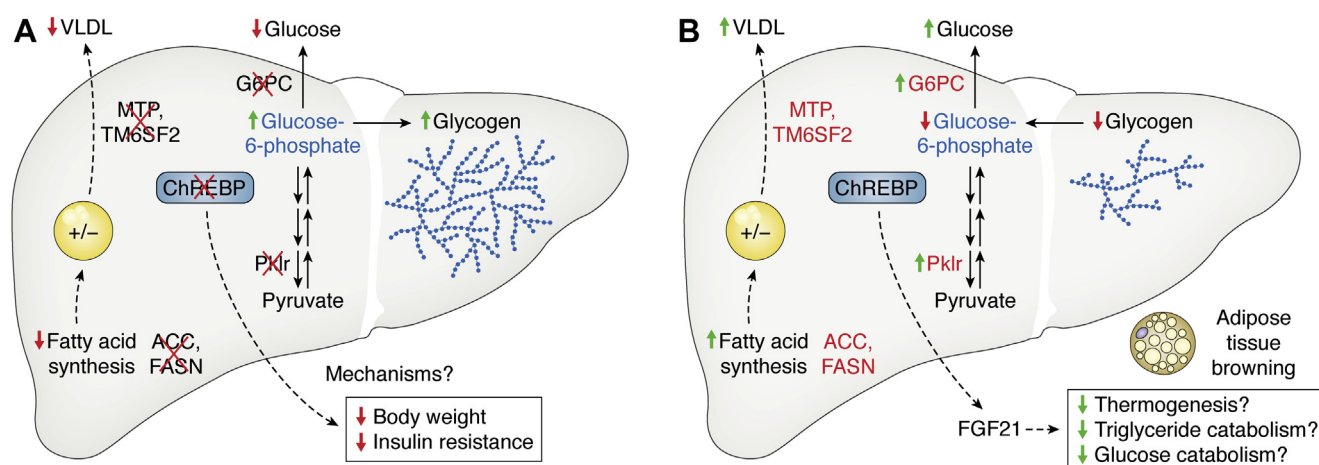 A
VLDL
Glucose
G6PC
MTP,
TM6SF2
Glucose-
6-phosphate
Glycogen
ChREBP
+/–
Pklr
Pyruvate
Fatty acid
synthesis
ACC,
FASN
Mechanisms?
Body weight
Insulin resistance
B
VLDL
Glucose
G6PC
MTP,
TM6SF2
Glucose-
6-phosphate
Glycogen
ChREBP
+/–
Pklr
Pyruvate
Fatty acid
synthesis
ACC,
FASN
Adipose
tissue
browning
FGF21
Thermogenesis?
Triglyceride catabolism?
Glucose catabolism?